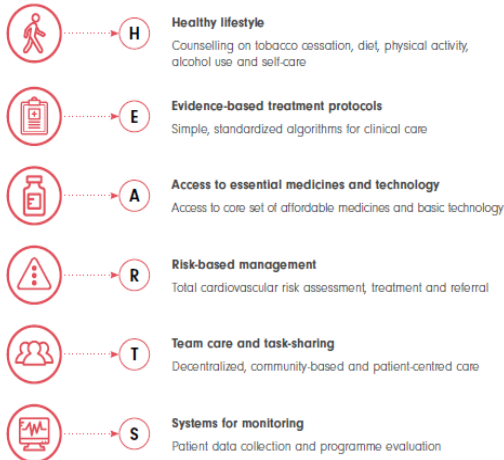 H
Healthy lifestyle
Counselling on tobacco cessation, diet, physical activity,
alcohol use and self-care
E
Evidence-based treatment protocols
Simple, standardized algorithms for clinical care
A
Access to essential medicines and technology
Access to core set of affordable medicines and basic technology
R
Risk-based management
Total cardiovascular risk assessment, treatment and referral
T
Team care and task-sharing
Decentralized, community-based and patient-centred care
S
Systems for monitoring
Patient data collection and programme evaluation